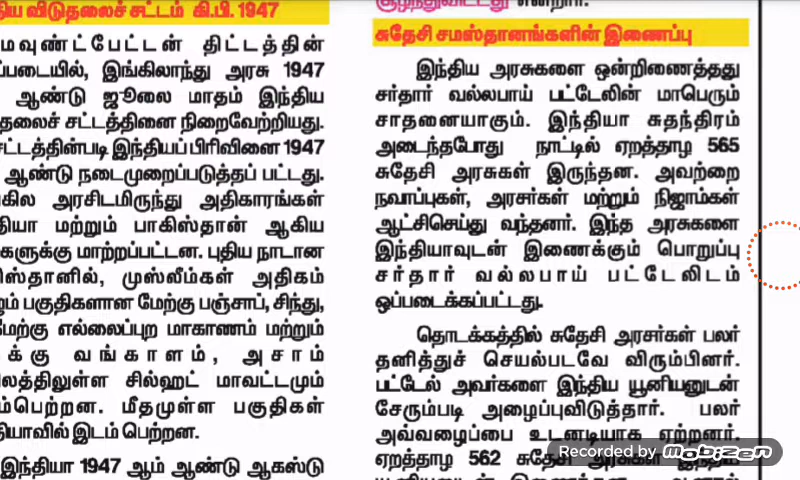 ிய விடுதலைச் சட்டம் கி.பி. 1947
மவுண்ட்பேட்டன் திட்டத்தின்
ப்படையில், இங்கிலாந்து அரசு 1947
ஆண்டு ஜூலை மாதம் இந்திய
தலைச் சட்டத்தினை நிறைவேற்றியது.
சட்டத்தின்படி இந்தியப் பிரிவினை 1947
ஆண்டு நடைமுறைப்படுத்தப் பட்டது.
கில அரசிடமிருந்து அதிகாரங்கள்
தியா மற்றும் பாகிஸ்தான் ஆகிய
களுக்கு மாற்றப்பட்டன. புதிய நாடான
ிஸ்தானில், முஸ்லீம்கள் அதிகம்
ழும் பகுதிகளான மேற்கு பஞ்சாப், சிந்து,
மேற்கு எல்லைப்புற மாகாணம் மற்றும்
க்கு வங்காளம், அசாம்
லத்திலுள்ள சில்ஹட் மாவட்டமும்
ம்பெற்றன. மீதமுள்ள பகுதிகள்
தியாவில் இடம் பெற்றன.
இந்தியா 1947 ஆம் ஆண்டு ஆகஸ்டு
சூழ்ந்துவிட்டது என்றார்.
சுதேசி சமஸ்தானங்களின் இணைப்பு
இந்திய அரசுகளை ஒன்றிணைத்தது
சர்தார் வல்லபாய் பட்டேலின் மாபெரும்
சாதனையாகும். இந்தியா சுதந்திரம்
அடைந்தபோது நாட்டில் ஏறத்தாழ 565
சுதேசி அரசுகள் இருந்தன. அவற்றை
நவாப்புகள், அரசர்கள் மற்றும் நிஜாம்கள்
ஆட்சிசெய்து வந்தனர். இந்த அரசுகளை
இந்தியாவுடன் இணைக்கும் பொறுப்பு
சர்தார் வல்லபாய் பட்டேலிடம்
ஒப்படைக்கப்பட்டது.
தொடக்கத்தில் சுதேசி அரசர்கள் பலர்
தனித்துச் செயல்படவே விரும்பினர்.
பட்டேல் அவர்களை இந்திய யூனியனுடன்
சேரும்படி அழைப்புவிடுத்தார். பலர்
அவ்வழைப்பை உடனடியாக ஏற்றனர்.
ஏறத்தாழ 562 சுதேசி அரசுகள் இந்திய
Recorded by MOBIZEN